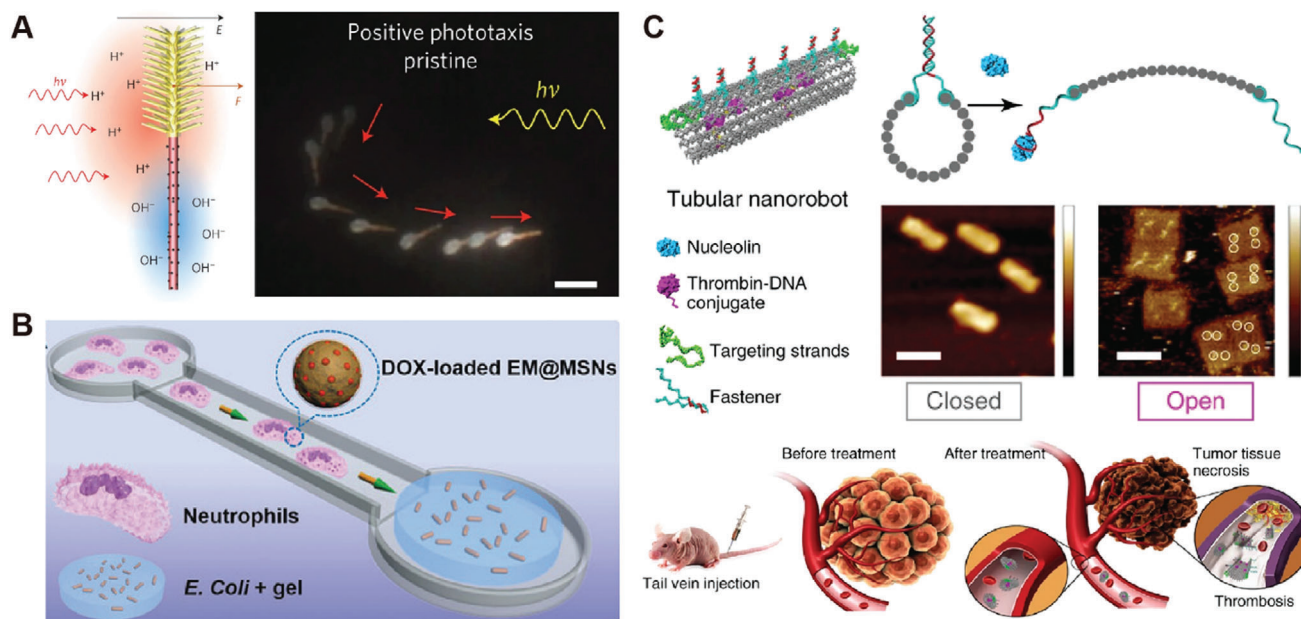 A
E
H⁺
H⁺
H⁺
hν
H⁺
F
H⁺
H⁺
H⁺
OH⁻
OH⁻
OH⁻
OH⁻
OH⁻
Positive phototaxis
pristine
hν
B
DOX-loaded EM@MSNs
Neutrophils
E. Coli + gel
C
Tubular nanorobot
Nucleolin
Thrombin-DNA
conjugate
Targeting strands
Fastener
Closed
Open
Before treatment
After treatment
Tumor tissue
necrosis
Tail vein injection
Thrombosis